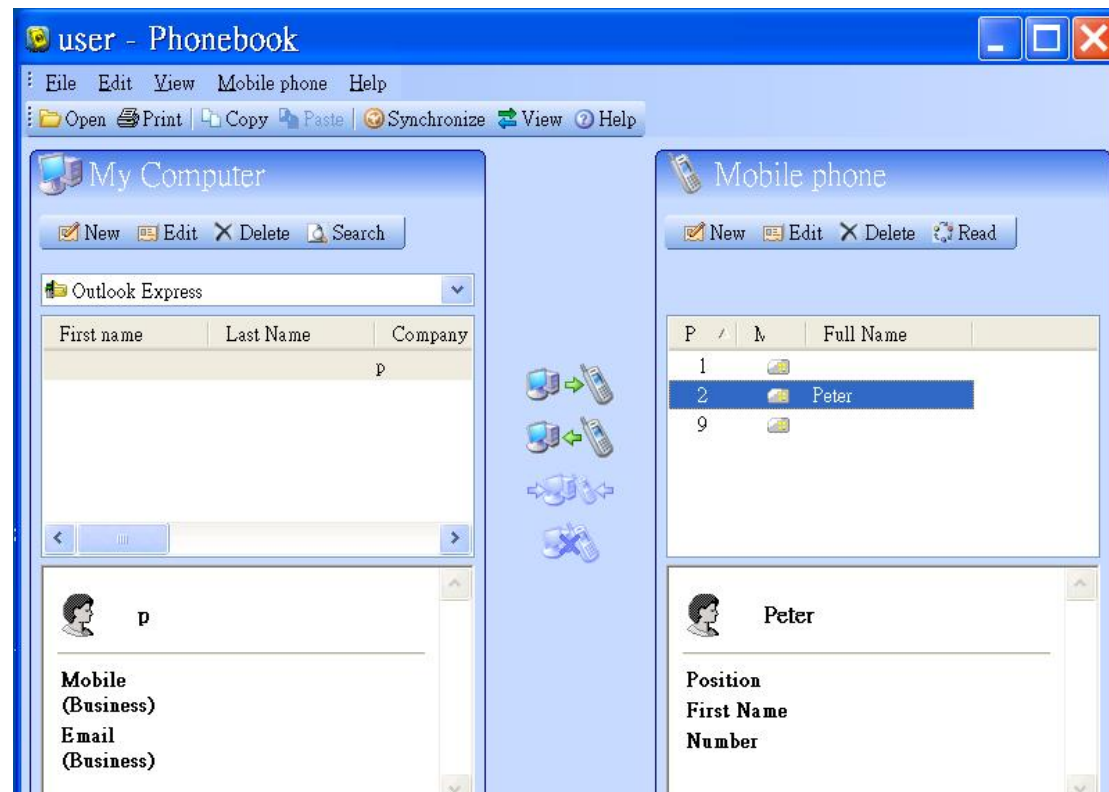 user - Phonebook
File Edit View Mobile phone Help
Open Print Copy Paste Synchronize View Help
My Computer
New Edit Delete Search
Outlook Express
First name Last Name Company
p
p
Mobile
(Business)
Email
(Business)
Mobile phone
New Edit Delete Read
P M Full Name
1
2 Peter
9
Peter
Position
First Name
Number